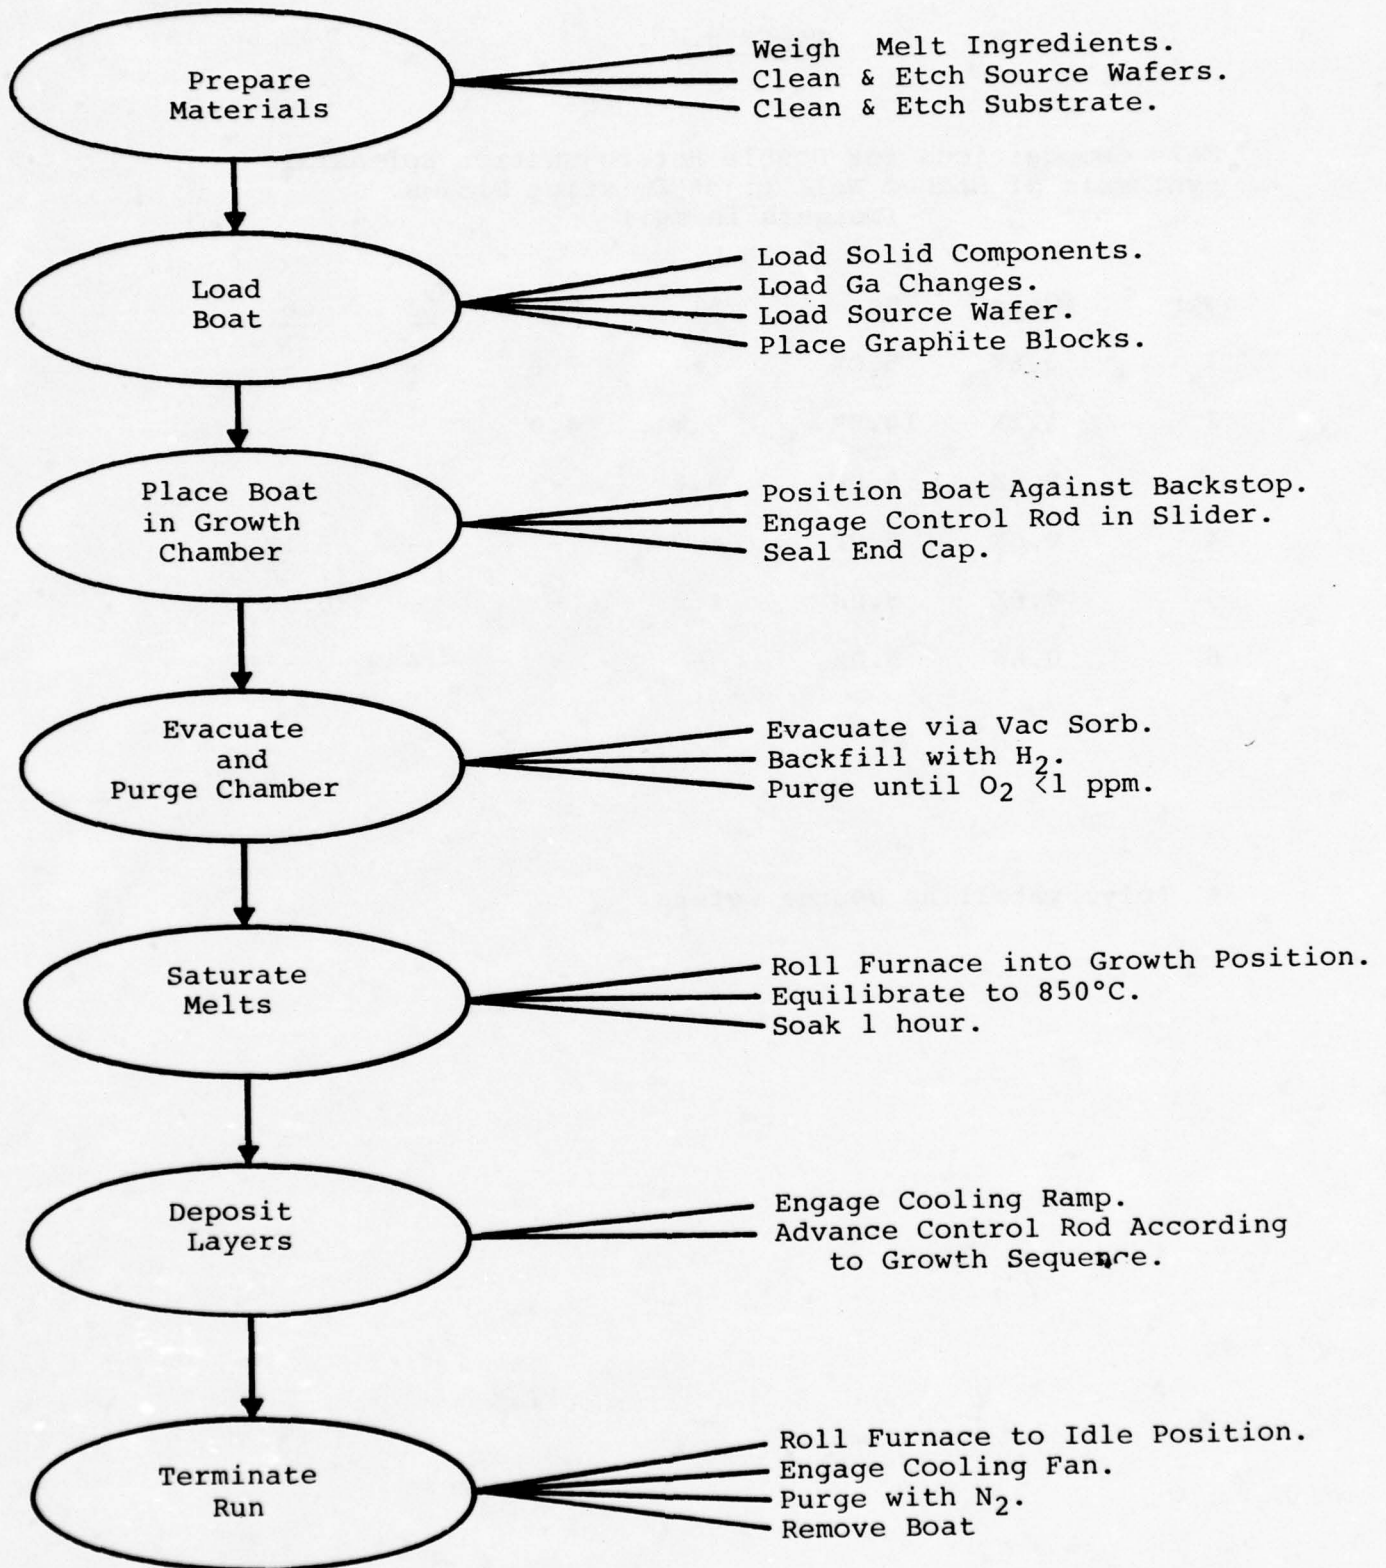 Prepare
Materials
Weigh Melt Ingredients.
Clean & Etch Source Wafers.
Clean & Etch Substrate.
Load
Boat
Load Solid Components.
Load Ga Changes.
Load Source Wafer.
Place Graphite Blocks.
Place Boat
in Growth
Chamber
Position Boat Against Backstop.
Engage Control Rod in Slider.
Seal End Cap.
Evacuate
and
Purge Chamber
Evacuate via Vac Sorb.
Backfill with H₂.
Purge until O₂ <1 ppm.
Saturate
Melts
Roll Furnace into Growth Position.
Equilibrate to 850°C.
Soak 1 hour.
Deposit
Layers
Engage Cooling Ramp.
Advance Control Rod According
to Growth Sequence.
Terminate
Run
Roll Furnace to Idle Position.
Engage Cooling Fan.
Purge with N₂.
Remove Boat